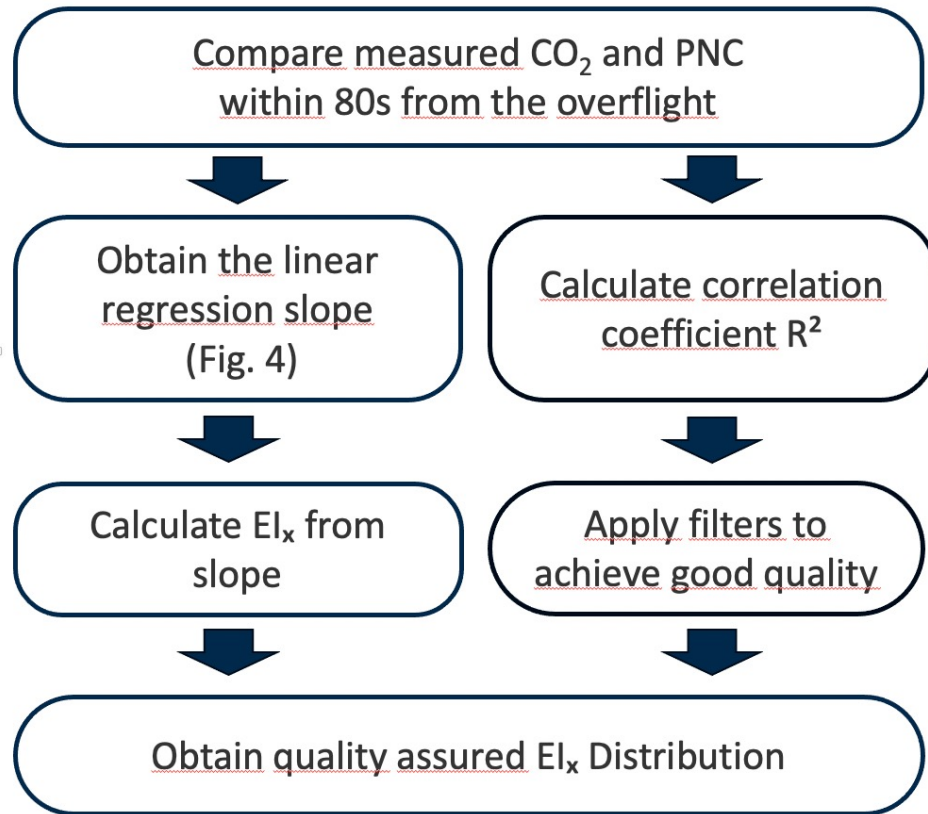 Compare measured CO₂ and PNC
within 80s from the overflight
Obtain the linear
regression slope
(Fig. 4)
Calculate correlation
coefficient R²
Calculate EIₓ from
slope
Apply filters to
achieve good quality
Obtain quality assured EIₓ Distribution